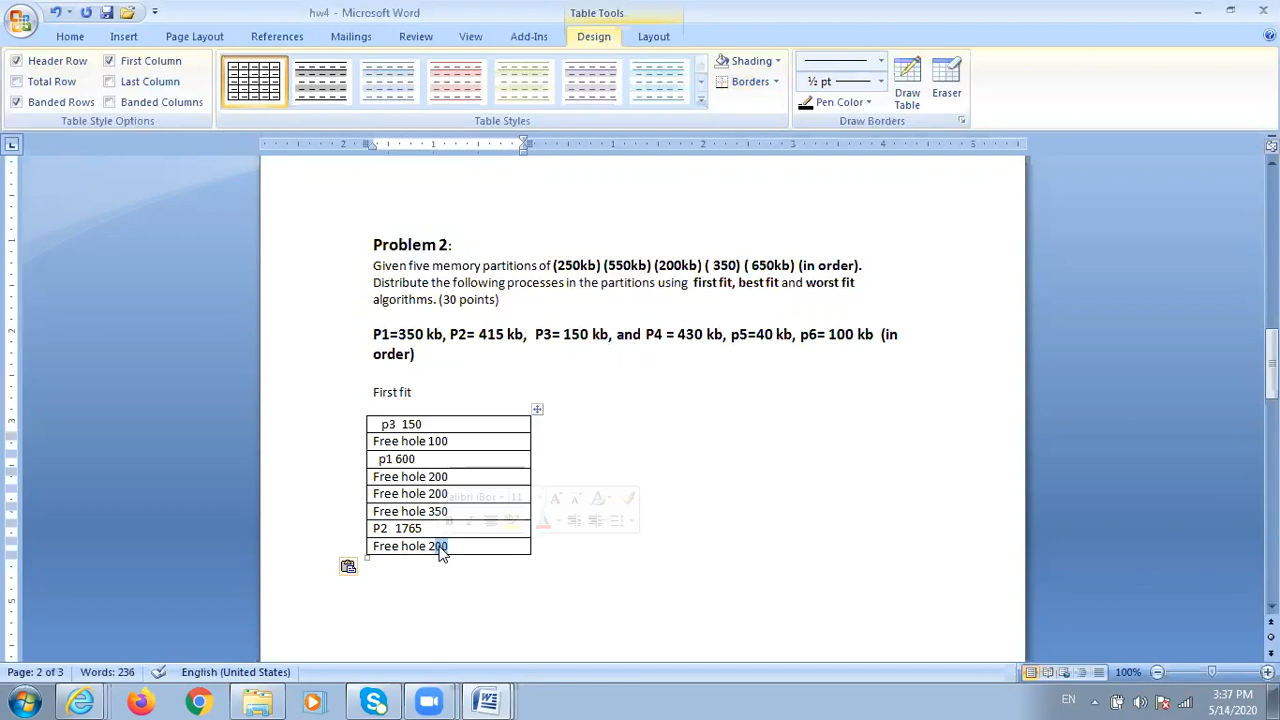 hw4 - Microsoft Word
Table Tools
Home Insert Page Layout References Mailings Review View Add-Ins Design Layout
Header Row First Column
Total Row Last Column
Banded Rows Banded Columns
Table Style Options
Table Styles
Shading
Borders
½ pt
Pen Color
Draw Table
Eraser
Draw Borders
2 1 1 2 3 4 5
Problem 2:
Given five memory partitions of (250kb) (550kb) (200kb) ( 350) ( 650kb) (in order).
Distribute the following processes in the partitions using first fit, best fit and worst fit
algorithms. (30 points)
P1=350 kb, P2= 415 kb, P3= 150 kb, and P4 = 430 kb, p5=40 kb, p6= 100 kb (in
order)
First fit
p3 150
Free hole 100
p1 600
Free hole 200
Free hole 200
Free hole 350
P2 1765
Free hole 200
Page: 2 of 3 Words: 236 English (United States) 100%
EN
3:37 PM
5/14/2020